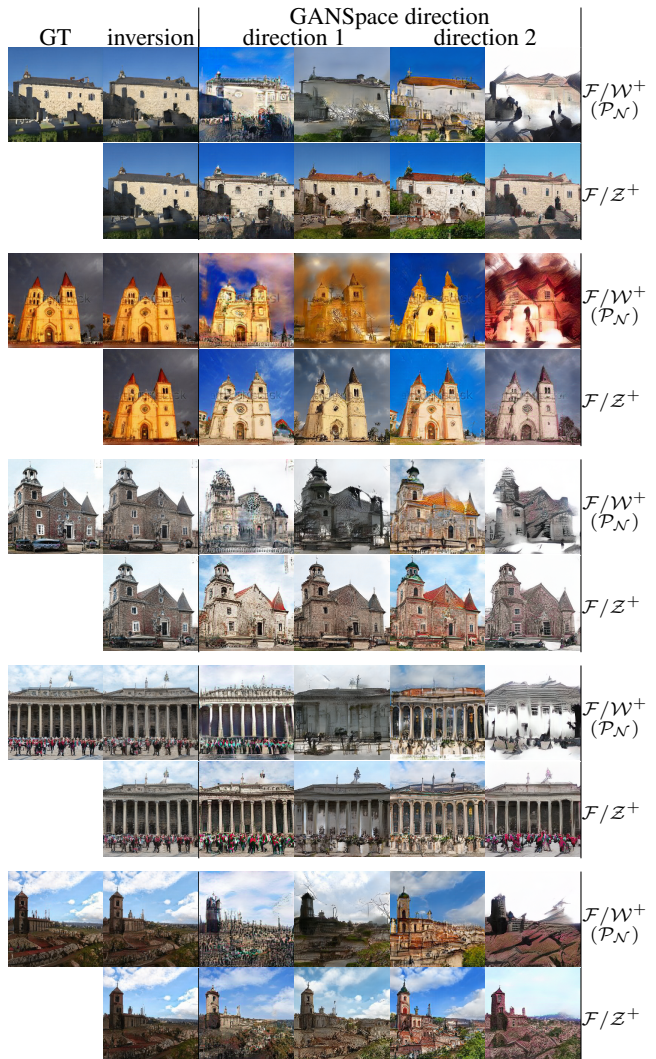 GANSpace direction
GT inversion direction 1 direction 2
F/W+
(P_N)
F/Z+
F/W+
(P_N)
F/Z+
F/W+
(P_N)
F/Z+
F/W+
(P_N)
F/Z+
F/W+
(P_N)
F/Z+